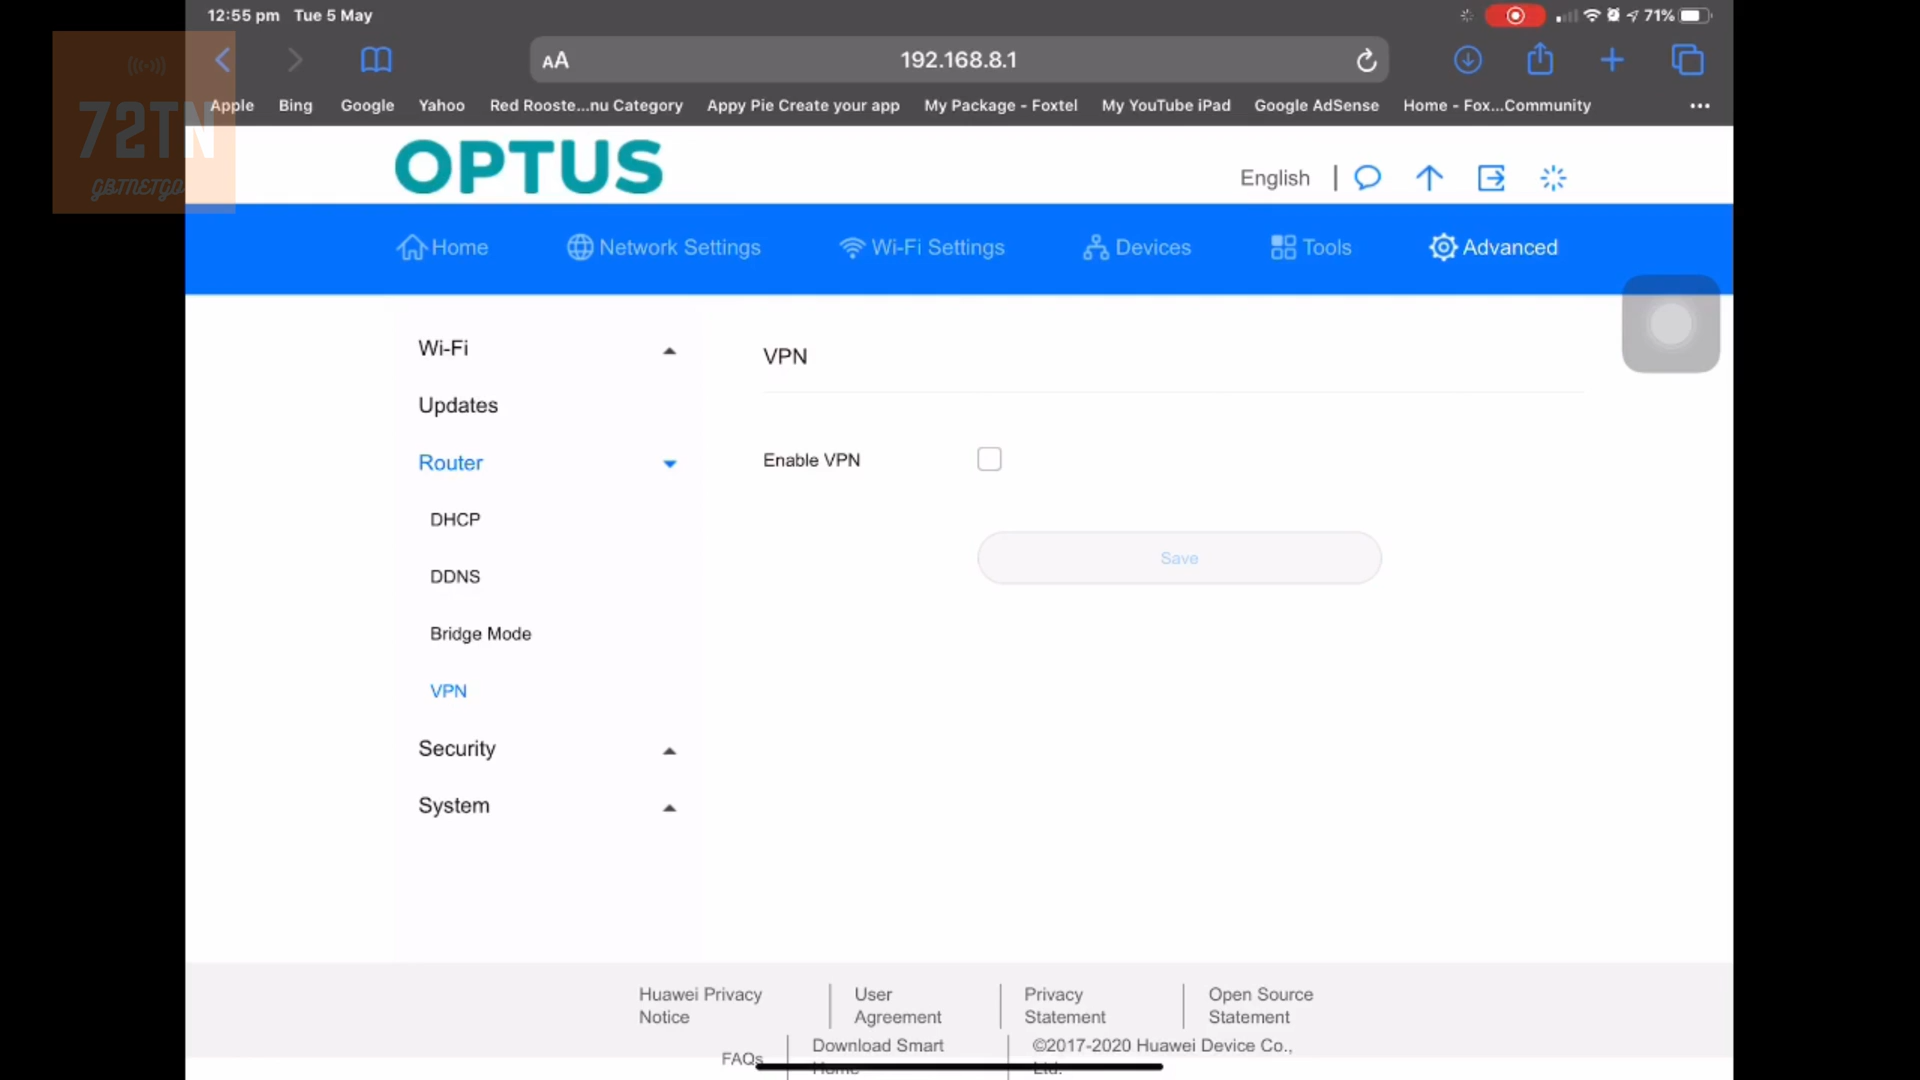 12:55 pm Tue 5 May
71%
72TN
GBTNETGO
AA 192.168.8.1
Apple Bing Google Yahoo Red Rooste...nu Category Appy Pie Create your app My Package - Foxtel My YouTube iPad Google AdSense Home - Fox...Community
OPTUS
English |
Home Network Settings Wi-Fi Settings Devices Tools Advanced
Wi-Fi
Updates
Router
DHCP
DDNS
Bridge Mode
VPN
Security
System
VPN
Enable VPN
Save
Huawei Privacy
Notice
User
Agreement
Privacy
Statement
Open Source
Statement
FAQs
Download Smart
Home
©2017-2020 Huawei Device Co.,
Ltd.